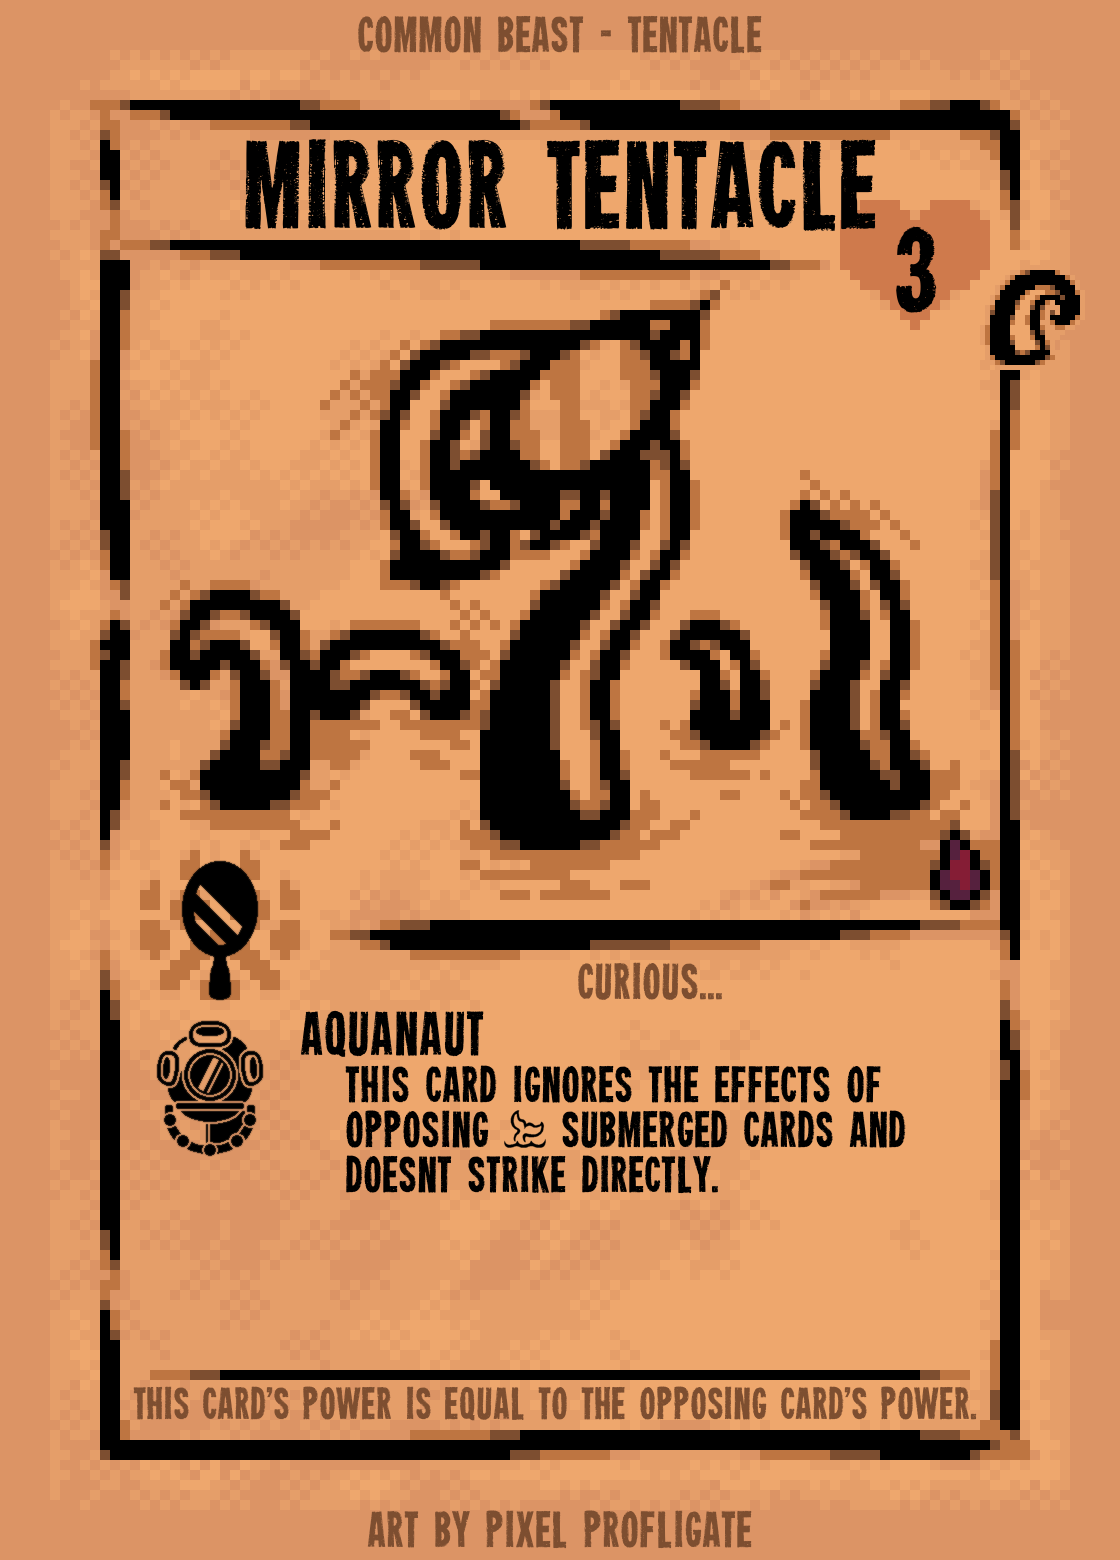 COMMON BEAST - TENTACLE
MIRROR TENTACLE
3
CURIOUS...
AQUANAUT
THIS CARD IGNORES THE EFFECTS OF
OPPOSING SUBMERGED CARDS AND
DOESNT STRIKE DIRECTLY.
THIS CARD'S POWER IS EQUAL TO THE OPPOSING CARD'S POWER.
ART BY PIXEL PROFLIGATE